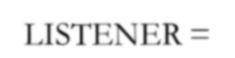 LISTENER =